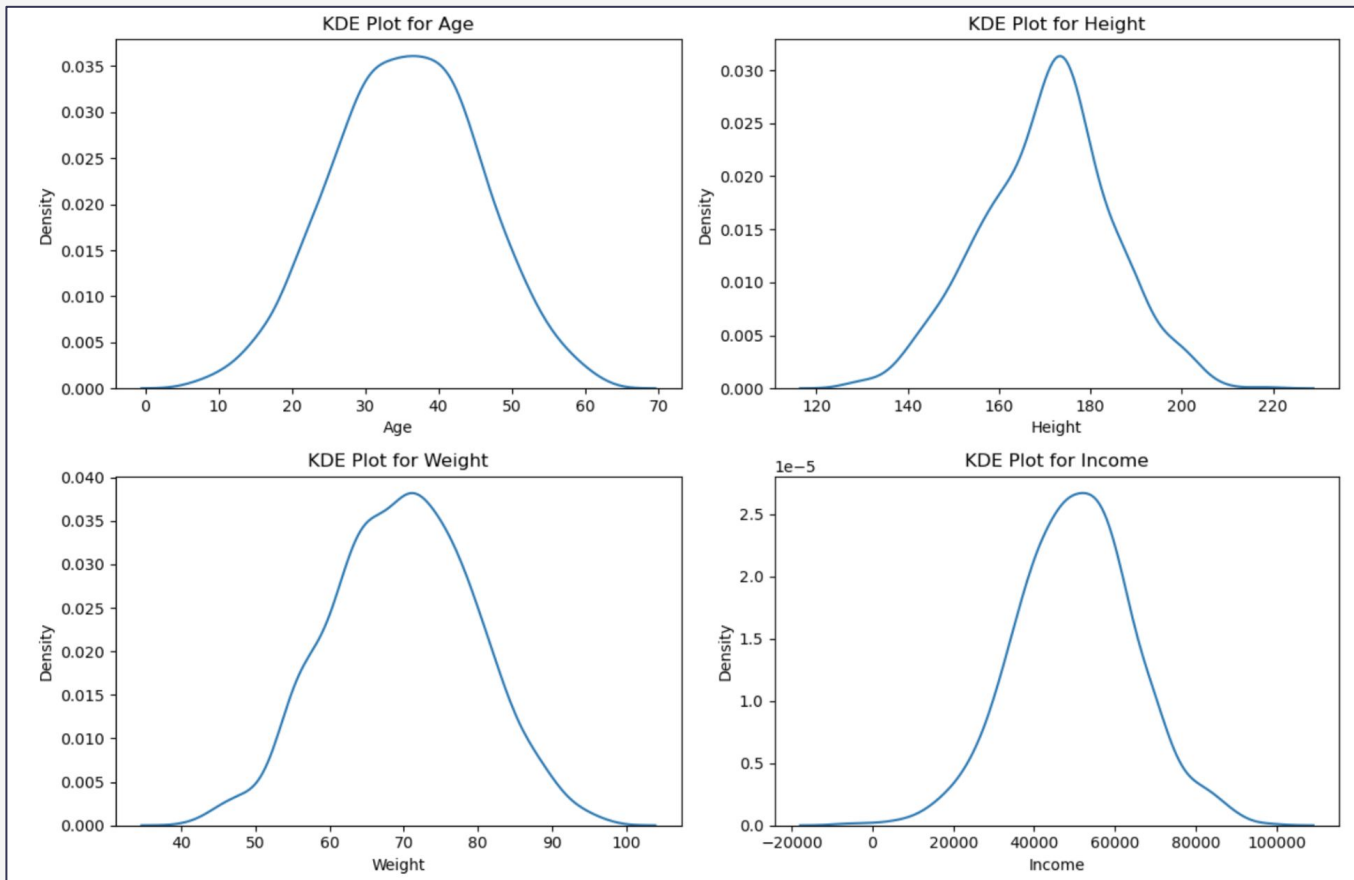 KDE Plot for Age
0.035
0.030
0.025
0.020
0.015
0.010
0.005
0.000
Density
0 10 20 30 40 50 60 70
Age
KDE Plot for Height
0.030
0.025
0.020
0.015
0.010
0.005
0.000
Density
120 140 160 180 200 220
Height
KDE Plot for Weight
0.040
0.035
0.030
0.025
0.020
0.015
0.010
0.005
0.000
Density
40 50 60 70 80 90 100
Weight
KDE Plot for Income
1e−5
2.5
2.0
1.5
1.0
0.5
0.0
Density
−20000 0 20000 40000 60000 80000 100000
Income